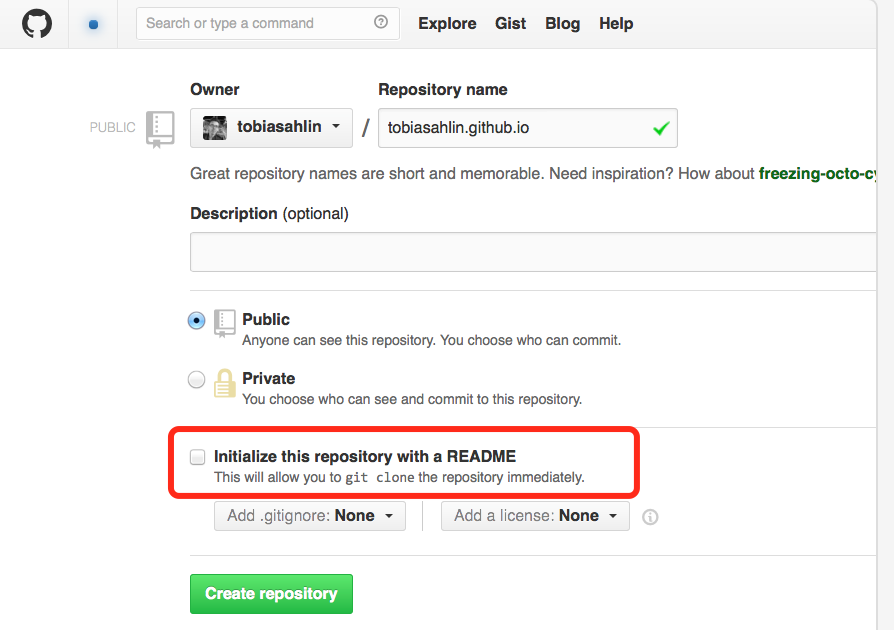 Search or type a command
Explore Gist Blog Help
Owner
Repository name
PUBLIC
tobiasahlin
/
tobiasahlin.github.io
Great repository names are short and memorable. Need inspiration? How about freezing-octo-cy
Description (optional)
Public
Anyone can see this repository. You choose who can commit.
Private
You choose who can see and commit to this repository.
Initialize this repository with a README
This will allow you to git clone the repository immediately.
Add .gitignore: None
Add a license: None
Create repository